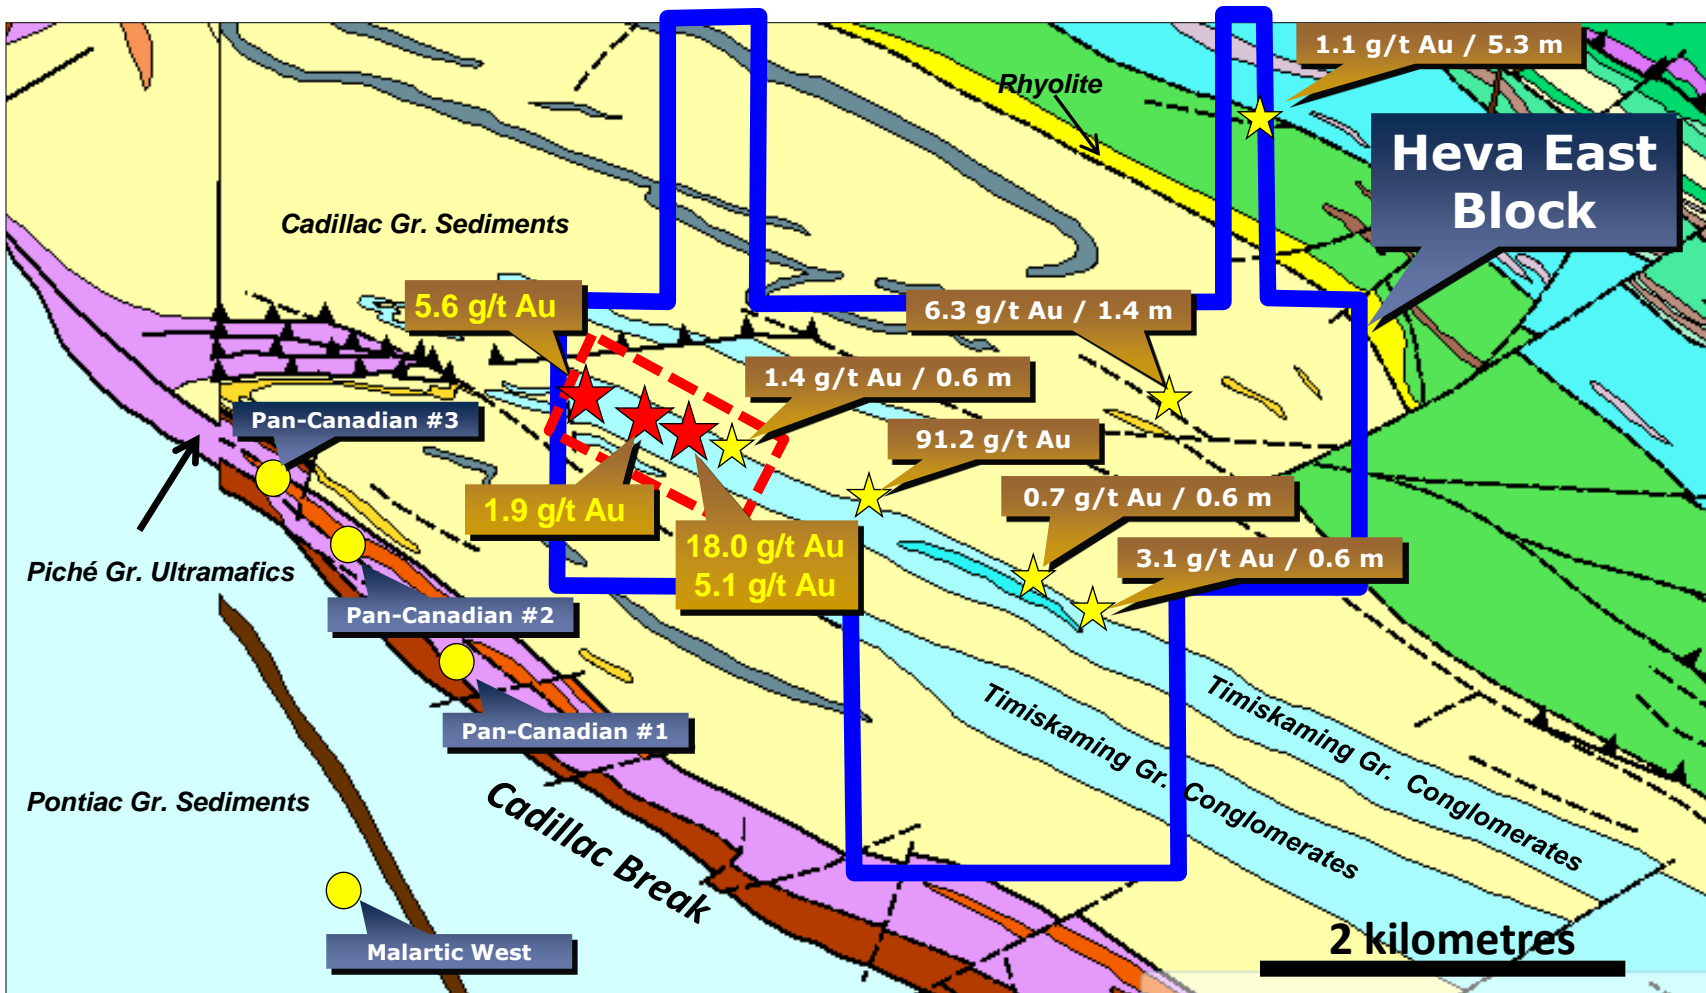 1.1 g/t Au / 5.3 m
Rhyolite
Heva East
Block
Cadillac Gr. Sediments
5.6 g/t Au
6.3 g/t Au / 1.4 m
1.4 g/t Au / 0.6 m
Pan-Canadian #3
91.2 g/t Au
1.9 g/t Au
0.7 g/t Au / 0.6 m
18.0 g/t Au
5.1 g/t Au
3.1 g/t Au / 0.6 m
Piché Gr. Ultramafics
Pan-Canadian #2
Pan-Canadian #1
Timiskaming Gr. Conglomerates
Timiskaming Gr. Conglomerates
Pontiac Gr. Sediments
Cadillac Break
Malartic West
2 kilometres